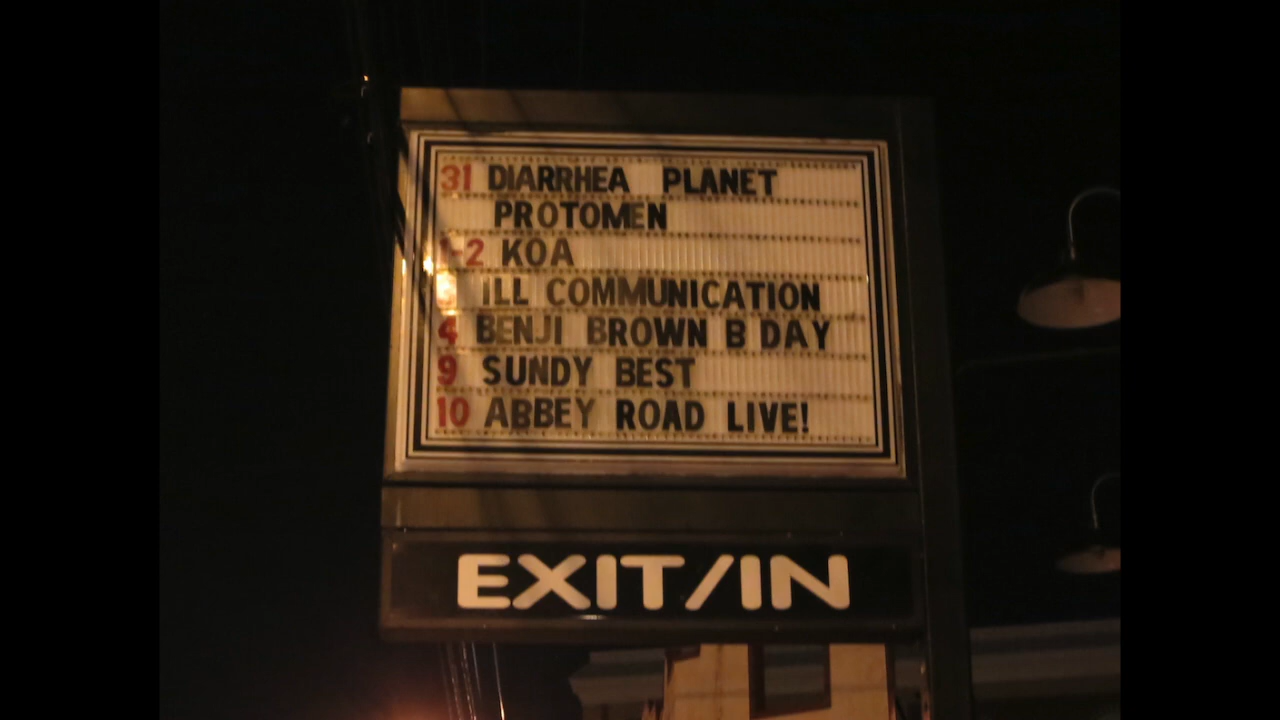 31 DIARRHEA PLANET
PROTOMEN
1-2 KOA
ILL COMMUNICATION
4 BENJI BROWN B DAY
9 SUNDY BEST
10 ABBEY ROAD LIVE!
EXIT/IN